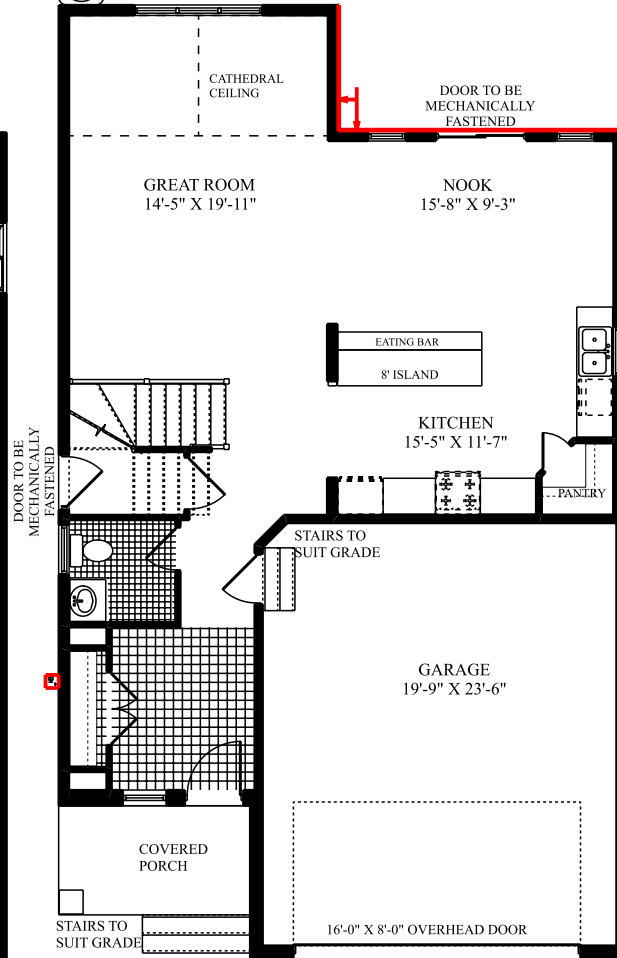 CATHEDRAL
CEILING
DOOR TO BE
MECHANICALLY
FASTENED
GREAT ROOM
14'-5" X 19'-11"
NOOK
15'-8" X 9'-3"
EATING BAR
8' ISLAND
KITCHEN
15'-5" X 11'-7"
DOOR TO BE
MECHANICALLY
FASTENED
PANTRY
STAIRS TO
SUIT GRADE
GARAGE
19'-9" X 23'-6"
COVERED
PORCH
STAIRS TO
SUIT GRADE
16'-0" X 8'-0" OVERHEAD DOOR